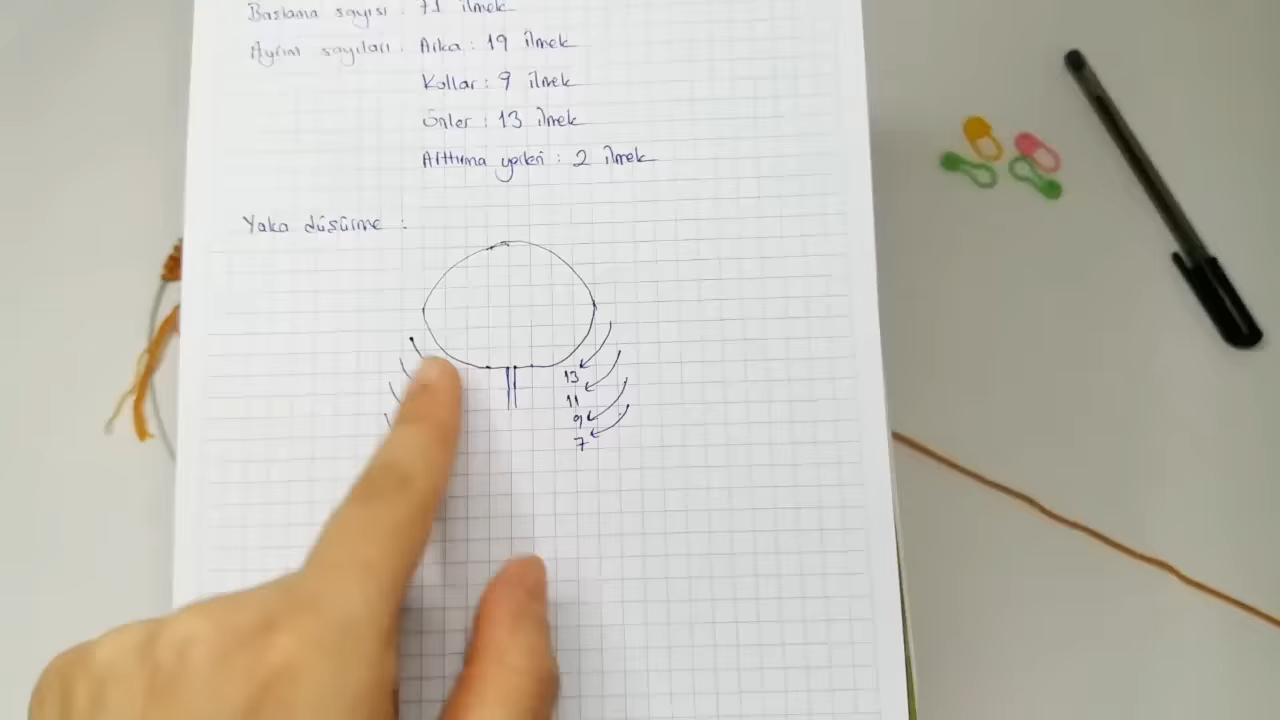 Başlama sayısı : 71 ilmek
Ayrım sayıları : Arka : 19 ilmek
Kollar : 9 ilmek
Önler : 13 ilmek
Arttırma yerleri : 2 ilmek
Yaka düşürme :
13
11
9
7